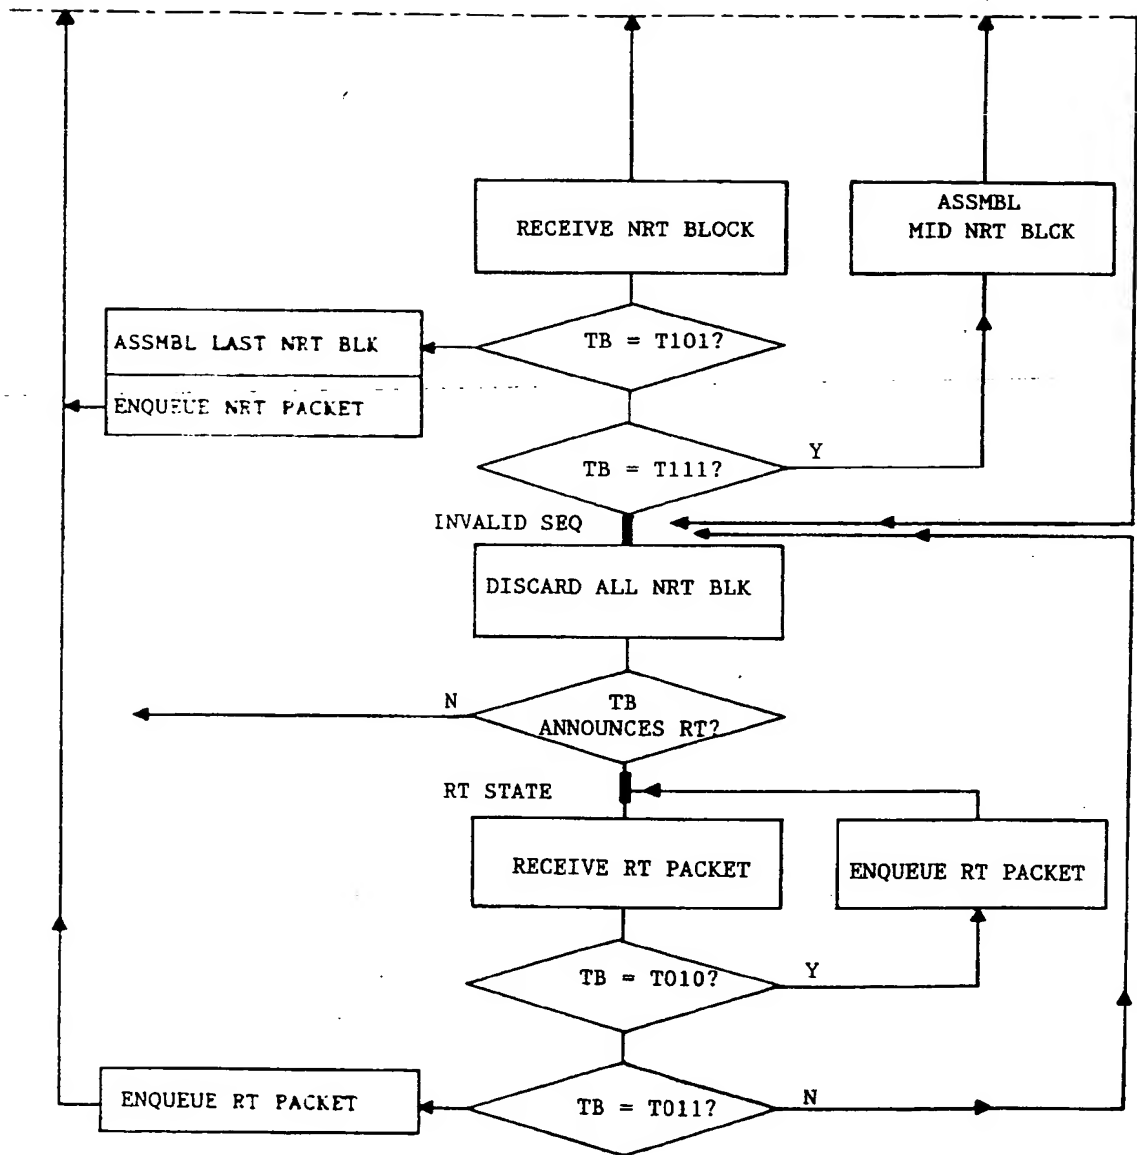 RECEIVE NRT BLOCK
ASSMBL
MID NRT BLCK
TB = T101?
ASSMBL LAST NRT BLK
ENQUEUE NRT PACKET
TB = T111?
Y
INVALID SEQ
DISCARD ALL NRT BLK
N
TB
ANNOUNCES RT?
RT STATE
RECEIVE RT PACKET
ENQUEUE RT PACKET
TB = T010?
Y
ENQUEUE RT PACKET
TB = T011?
N